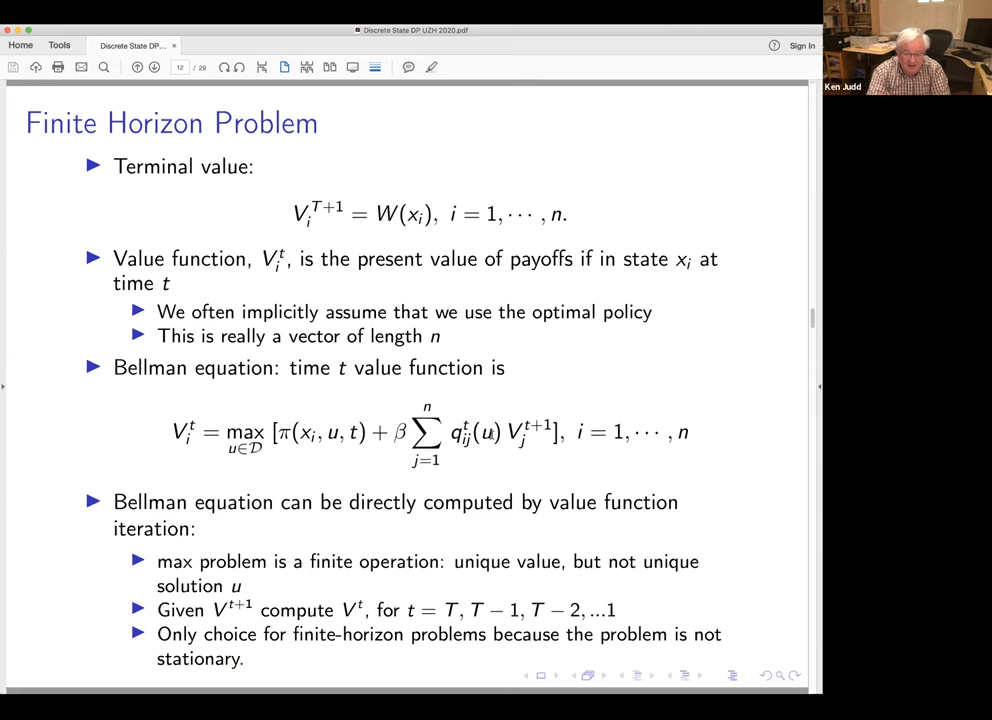 Discrete State DP UZH 2020.pdf
Home Tools Discrete State DP... × Sign In
12 / 29
Ken Judd
Finite Horizon Problem
▶ Terminal value:
V_i^{T+1} = W(x_i), i = 1, ⋯ , n.
▶ Value function, V_i^t, is the present value of payoffs if in state x_i at
time t
▶ We often implicitly assume that we use the optimal policy
▶ This is really a vector of length n
▶ Bellman equation: time t value function is
V_i^t = max_{u∈𝒟} [π(x_i, u, t) + β ∑_{j=1}^{n} q_{ij}^t(u) V_j^{t+1}], i = 1, ⋯ , n
▶ Bellman equation can be directly computed by value function
iteration:
▶ max problem is a finite operation: unique value, but not unique
solution u
▶ Given V^{t+1} compute V^t, for t = T, T − 1, T − 2, ...1
▶ Only choice for finite-horizon problems because the problem is not
stationary.